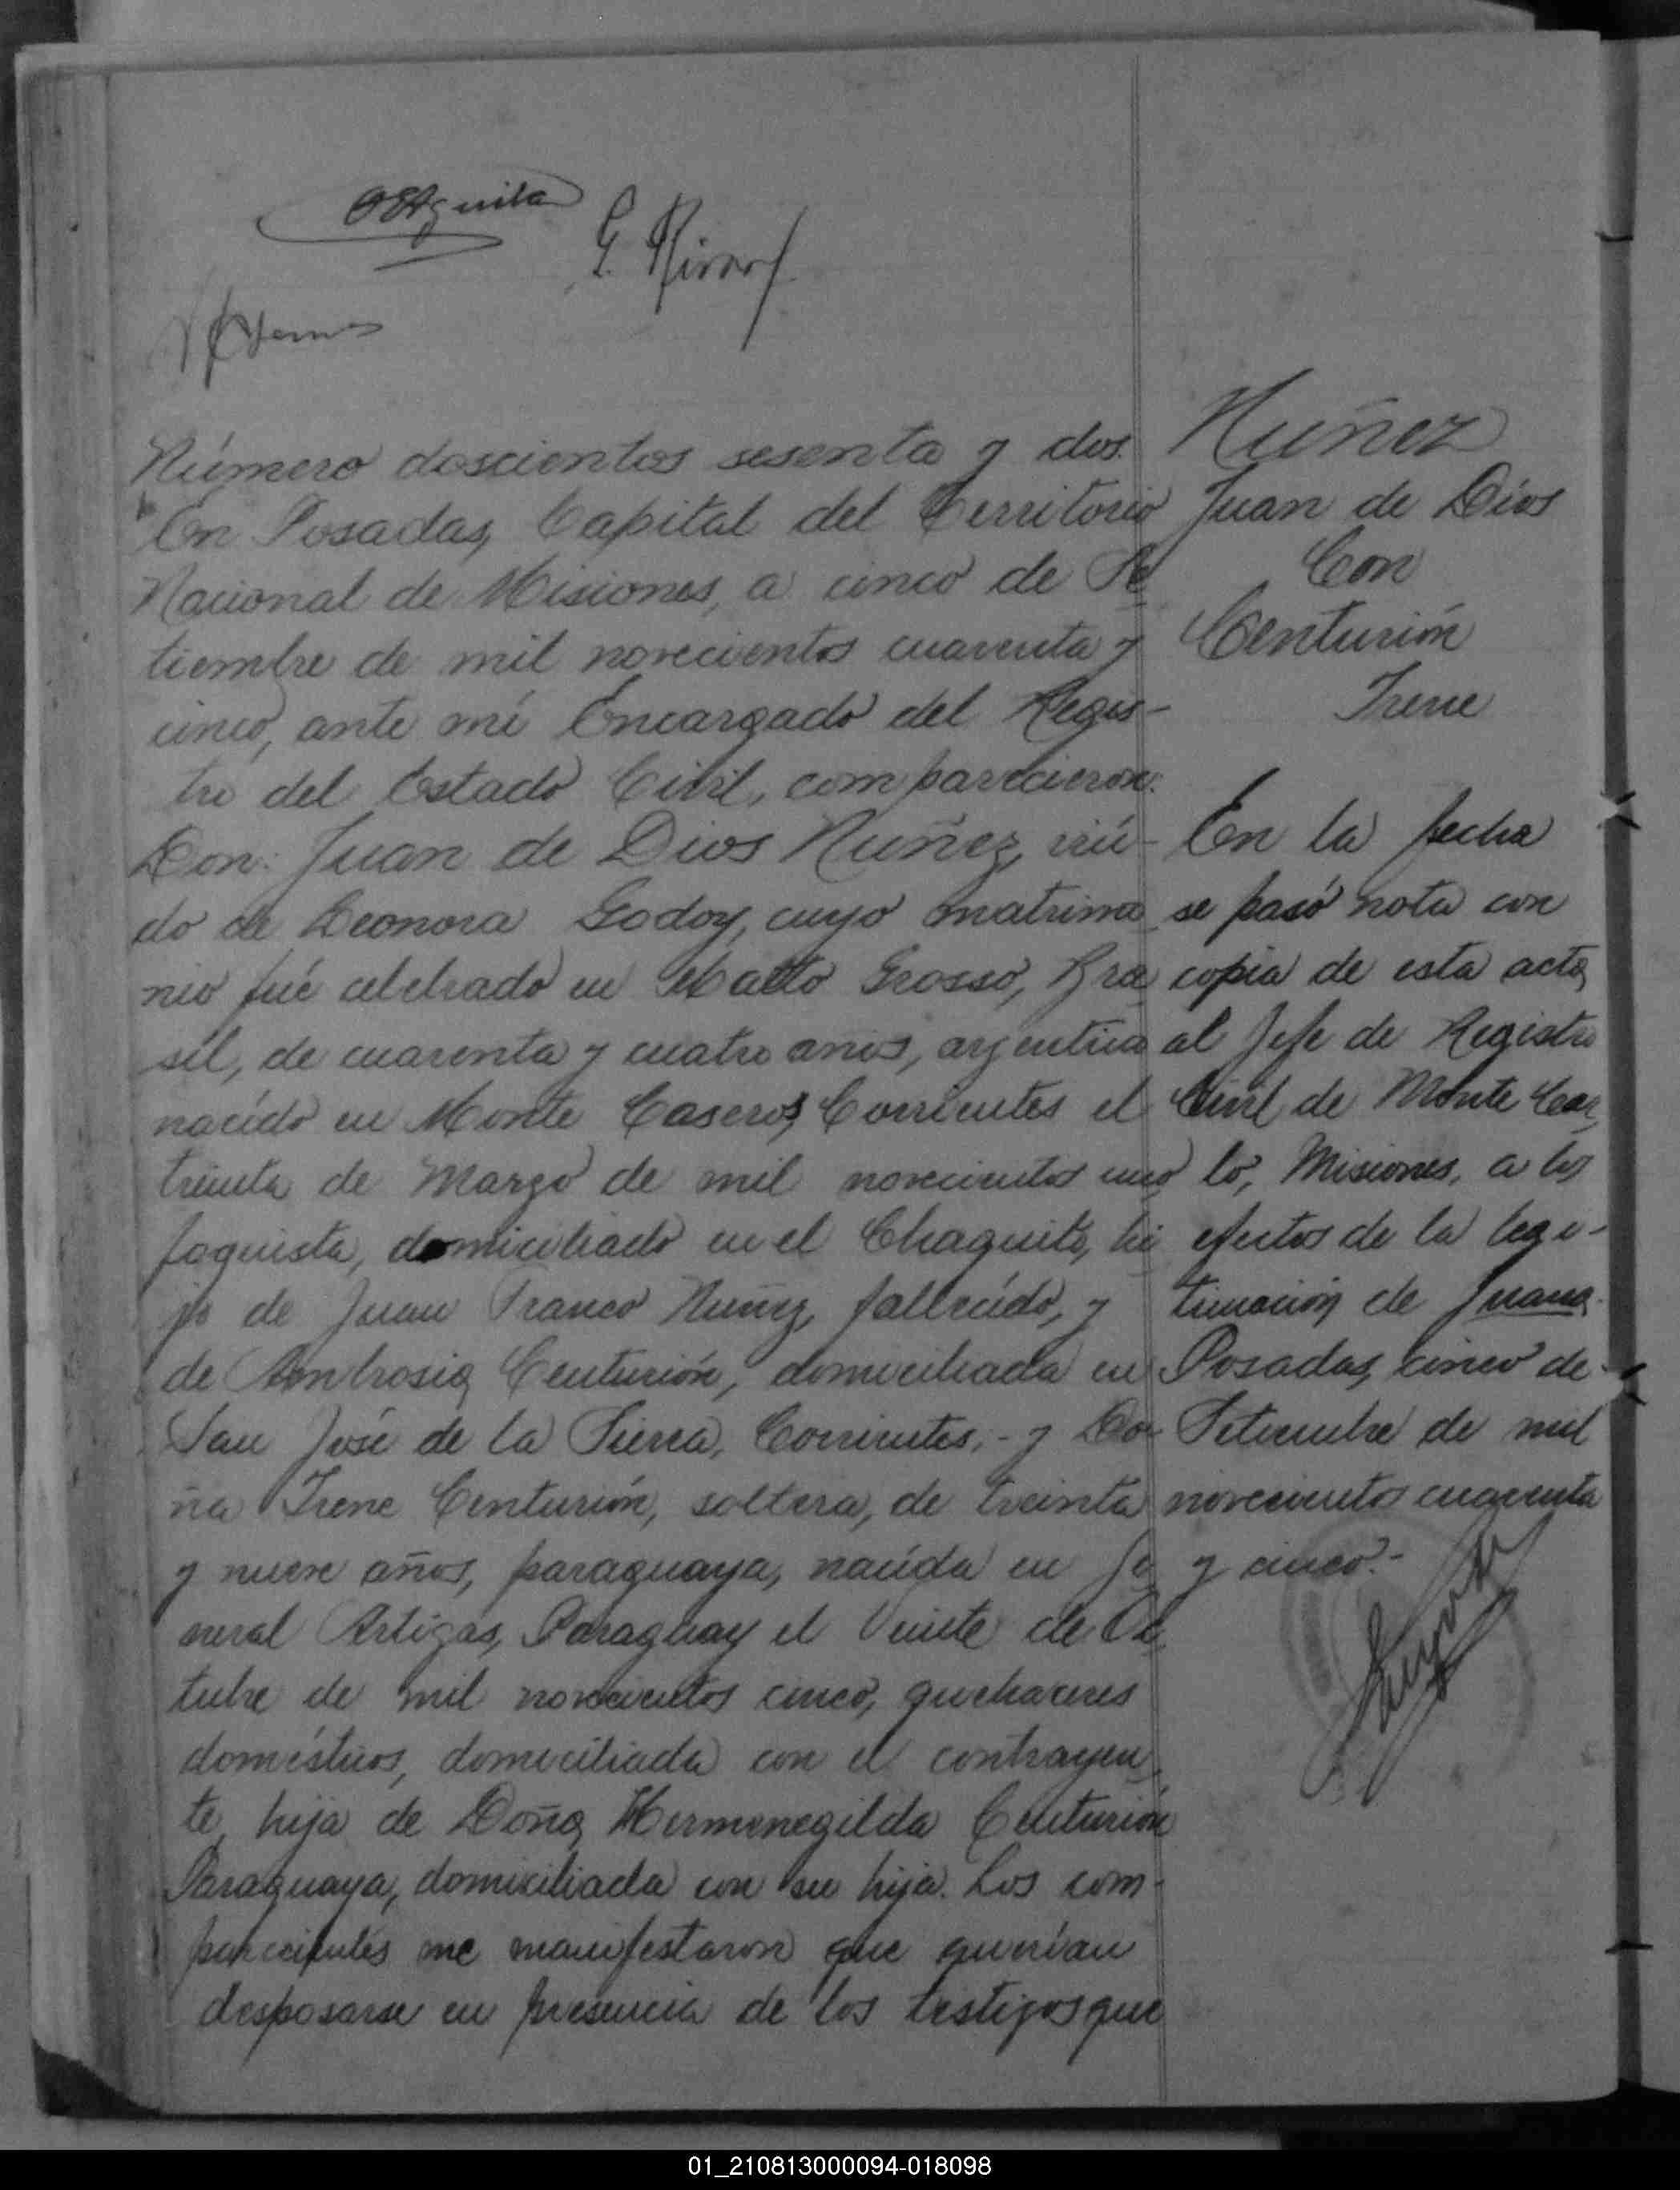 Número doscientos sesenta y dos.
En Posadas, Capital del Territorio
Nacional de Misiones, a cinco de Se
tiembre de mil novecientos cuarenta y
cinco, ante mí Encargado del Regis-
tro del Estado Civil, comparecieron:
Don: Juan de Dios Nuñez, viú-
do de Leonora Godoy, cuyo matrimo
nio fué celebrado en Matto Grosso, Bra
sil, de cuarenta y cuatro años, argentino
nacido en Monte Caseros, Corrientes el
treinta de Marzo de mil novecientos uno
foguista, domiciliado en el Chaquito, hi
jo de Juan Franco Nuñez, fallecido, y
de Ambrosia Centurión, domiciliada en
San José de la Sierra, Corrientes, - y Do-
ña Irene Centurión, soltera, de treinta
y nueve años, paraguaya, nacida en Je
neral Artigas, Paraguay el Veinte de Oc
tubre de mil novecientos cinco, quehaceres
domésticos, domiciliada con el contrayen
te, hija de Doña Hermenegilda Centurión
Paraguaya, domiciliada con su hija. Los com-
parecientes me manifestaron que querían
desposarse en presencia de los testigos que
Nuñez
Juan de Dios
Con
Centurión
Irene
En la fecha
se pasó nota con
copia de esta acta,
al Jefe de Registro
Civil de Monte Car
lo, Misiones, a los
efectos de la legi-
timación de Juana.
Posadas, cinco de
Setiembre de mil
novecientos cuarenta
y cinco.-
01_210813000094-018098